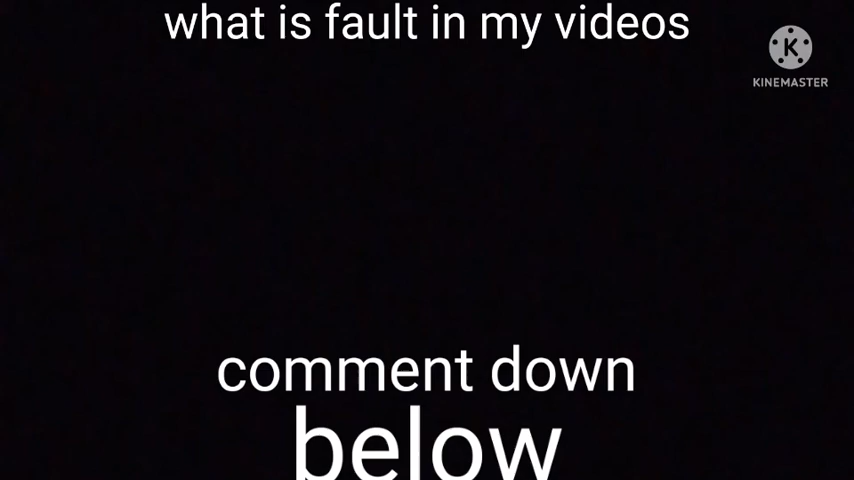 what is fault in my videos
K
KINEMASTER
comment down
below